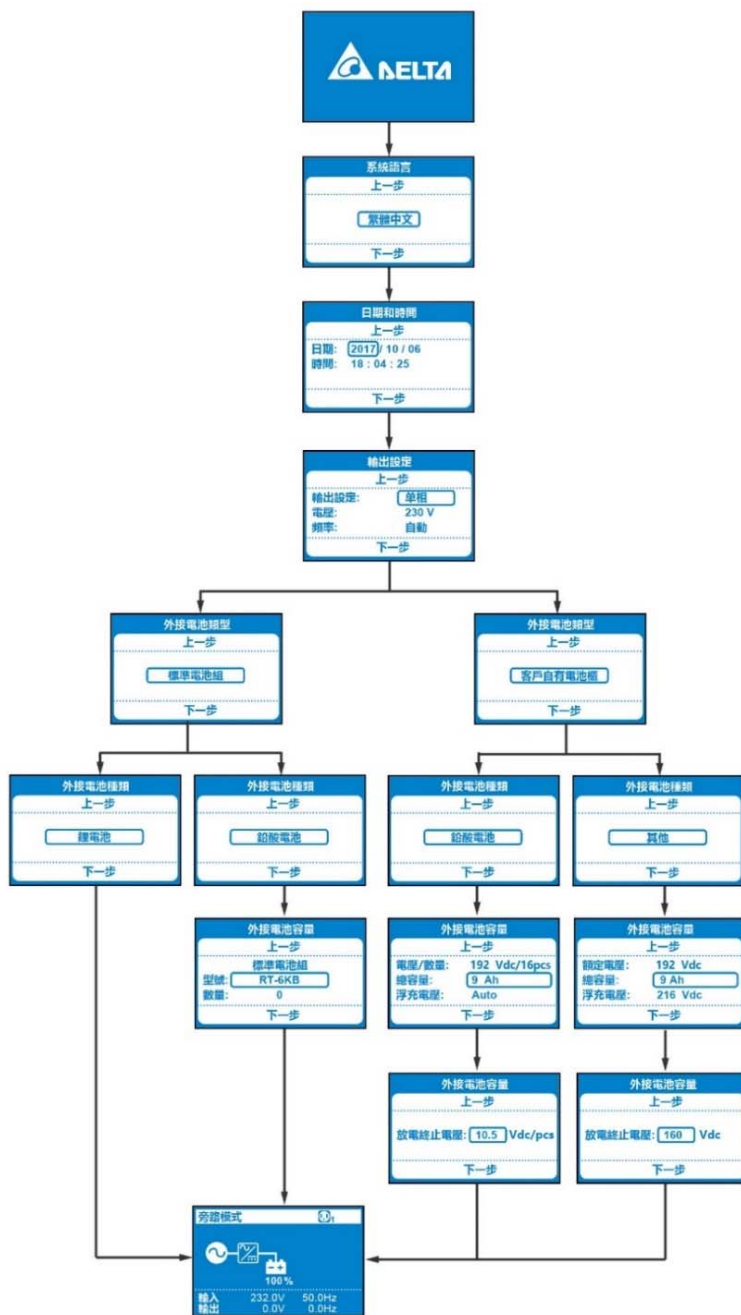 DELTA
系統語言
上一步
繁體中文
下一步
日期和時間
上一步
日期: 2017 / 10 / 06
時間: 18 : 04 : 25
下一步
輸出設定
上一步
輸出設定: 单相
電壓: 230 V
頻率: 自動
下一步
外接電池類型
上一步
標準電池組
下一步
外接電池類型
上一步
客戶自有電池櫃
下一步
外接電池種類
上一步
鋰電池
下一步
外接電池種類
上一步
鉛酸電池
下一步
外接電池種類
上一步
鉛酸電池
下一步
外接電池種類
上一步
其他
下一步
外接電池容量
上一步
標準電池組
型號: RT-6KB
數量: 0
下一步
外接電池容量
上一步
電壓/數量: 192 Vdc/16pcs
總容量: 9 Ah
浮充電壓: Auto
下一步
外接電池容量
上一步
額定電壓: 192 Vdc
總容量: 9 Ah
浮充電壓: 216 Vdc
下一步
外接電池容量
上一步
放電終止電壓: 10.5 Vdc/pcs
下一步
外接電池容量
上一步
放電終止電壓: 160 Vdc
下一步
旁路模式 1
100%
輸入 232.0V 50.0Hz
輸出 0.0V 0.0Hz